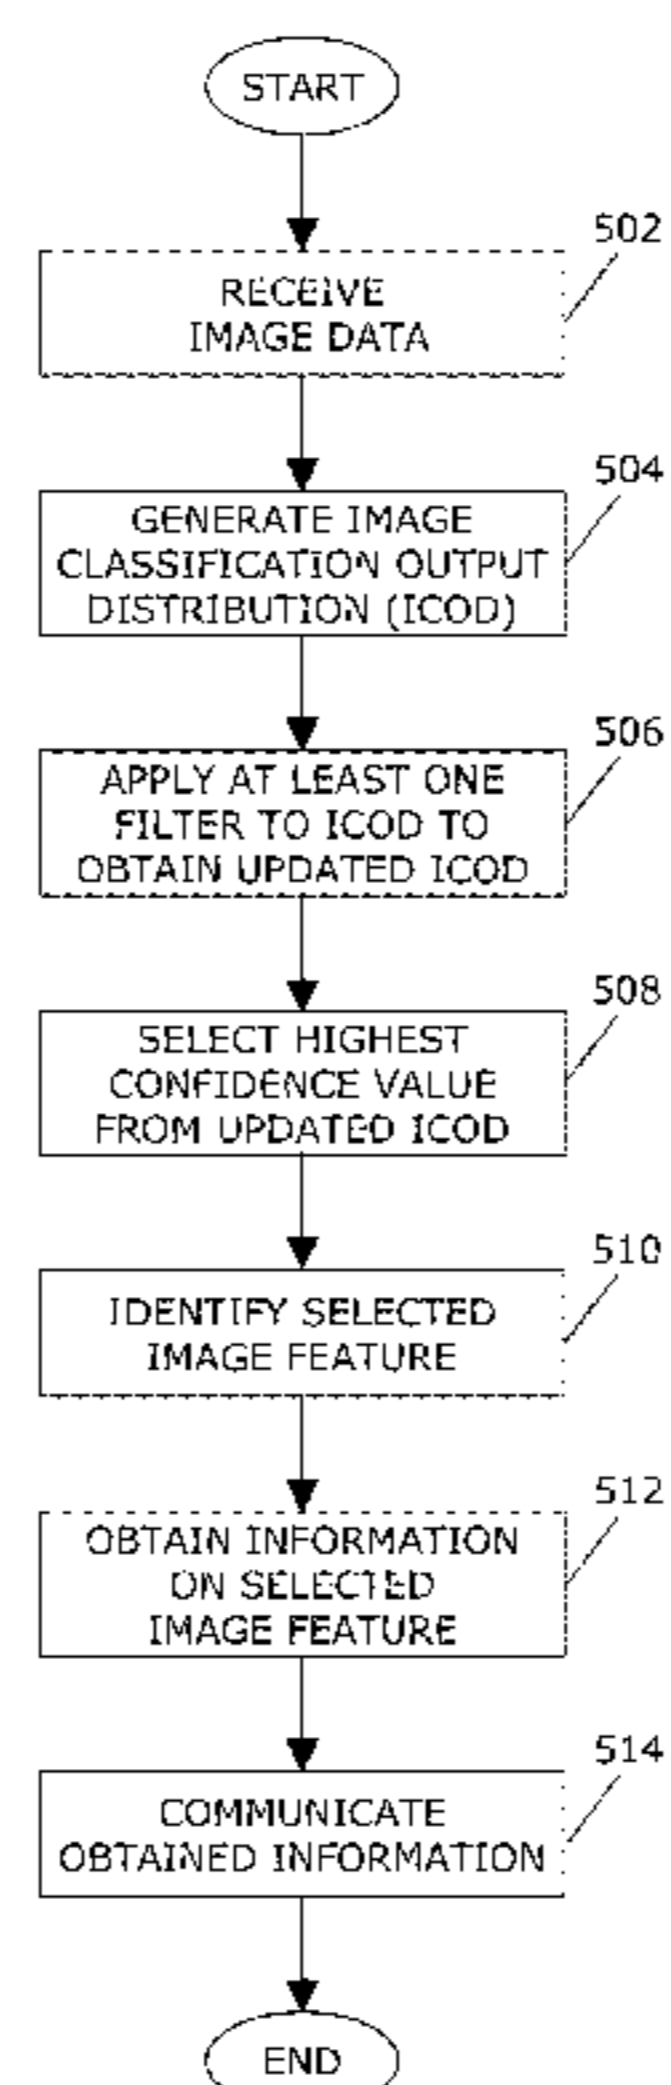 START
502
RECEIVE
IMAGE DATA
504
GENERATE IMAGE
CLASSIFICATION OUTPUT
DISTRIBUTION (ICOD)
506
APPLY AT LEAST ONE
FILTER TO ICOD TO
OBTAIN UPDATED ICOD
508
SELECT HIGHEST
CONFIDENCE VALUE
FROM UPDATED ICOD
510
IDENTIFY SELECTED
IMAGE FEATURE
512
OBTAIN INFORMATION
ON SELECTED
IMAGE FEATURE
514
COMMUNICATE
OBTAINED INFORMATION
END